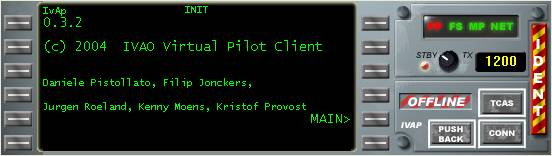 IvAp INIT
0.3.2
(c) 2004 IVAO Virtual Pilot Client
Daniele Pistollato, Filip Jonckers,
Jurgen Roeland, Kenny Moens, Kristof Provost
MAIN>
FS MP NET
STBY TX
1200
IDENT
OFFLINE
TCAS
IVAP
PUSH BACK
CONN